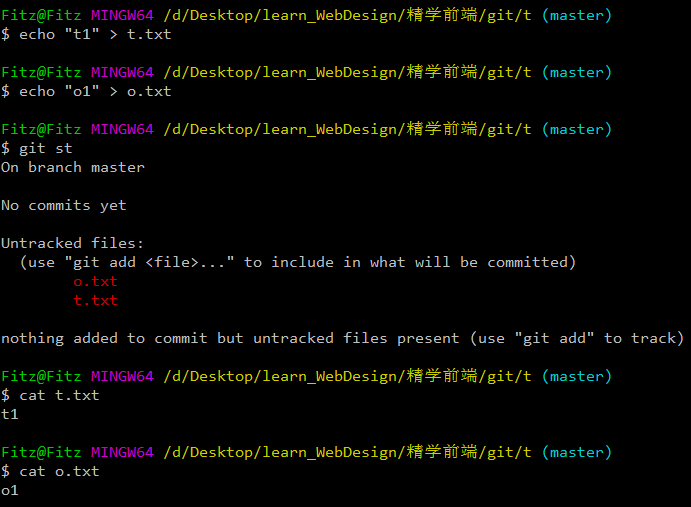 Fitz@Fitz MINGW64 /d/Desktop/learn_WebDesign/精学前端/git/t (master)
$ echo "t1" > t.txt
Fitz@Fitz MINGW64 /d/Desktop/learn_WebDesign/精学前端/git/t (master)
$ echo "o1" > o.txt
Fitz@Fitz MINGW64 /d/Desktop/learn_WebDesign/精学前端/git/t (master)
$ git st
On branch master
No commits yet
Untracked files:
  (use "git add <file>..." to include in what will be committed)
        o.txt
        t.txt
nothing added to commit but untracked files present (use "git add" to track)
Fitz@Fitz MINGW64 /d/Desktop/learn_WebDesign/精学前端/git/t (master)
$ cat t.txt
t1
Fitz@Fitz MINGW64 /d/Desktop/learn_WebDesign/精学前端/git/t (master)
$ cat o.txt
o1